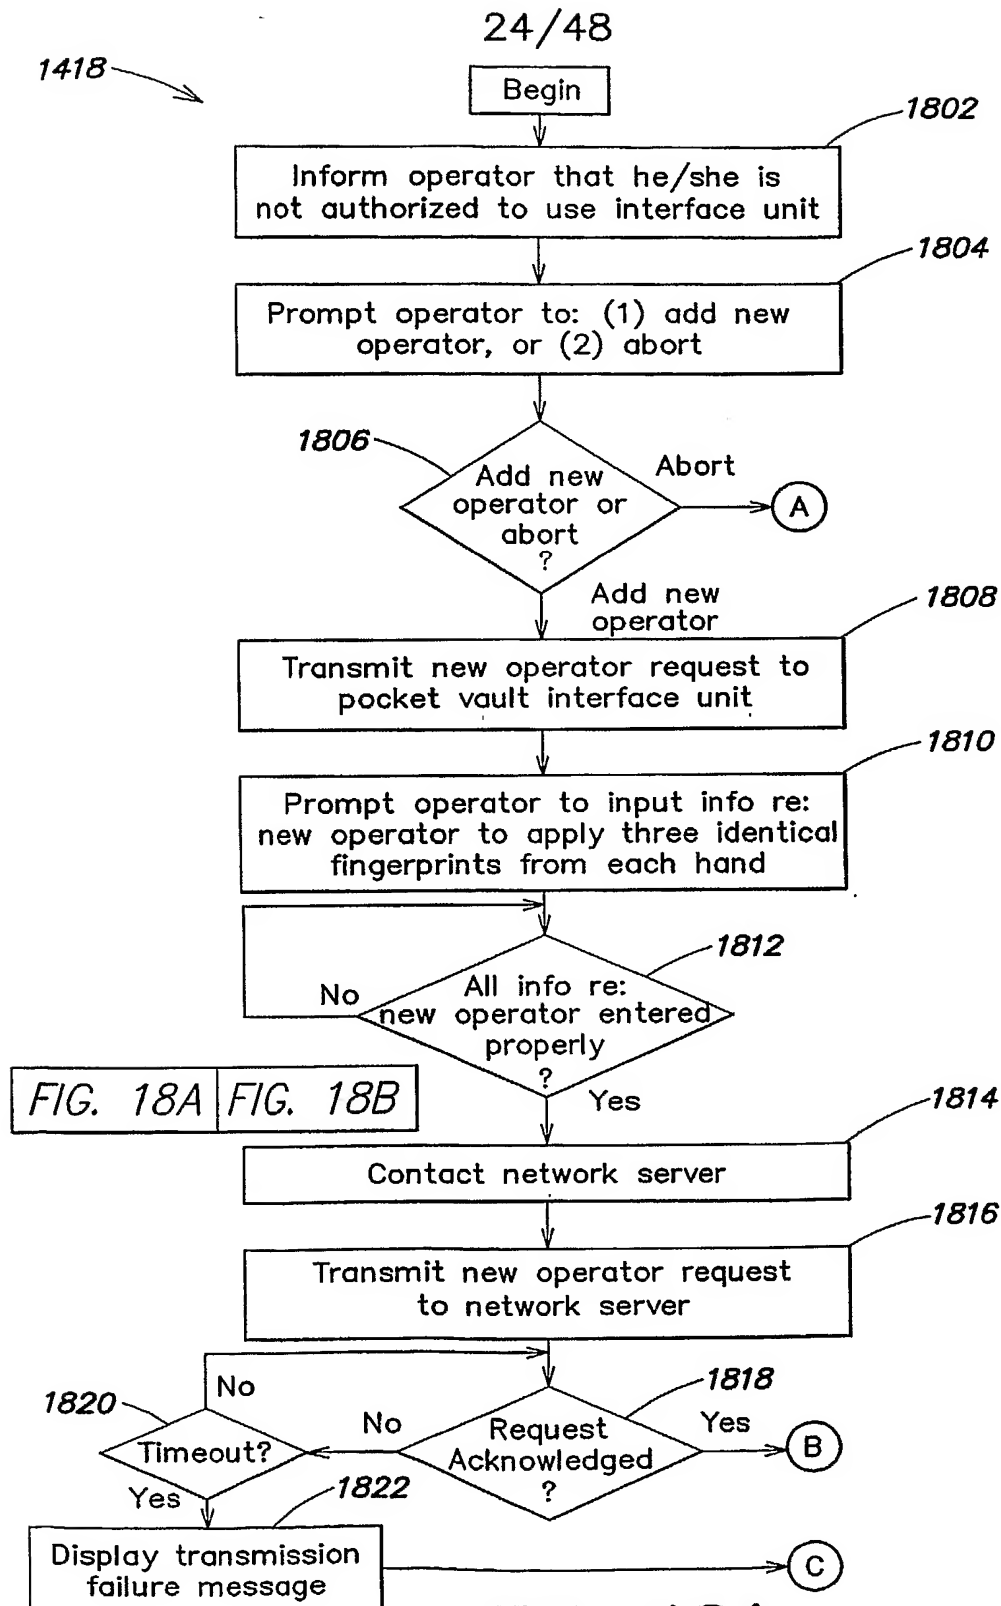 24/48
1418
Begin
1802
Inform operator that he/she is
not authorized to use interface unit
1804
Prompt operator to: (1) add new
operator, or (2) abort
1806
Add new
operator or
abort
?
Abort
A
Add new
operator
1808
Transmit new operator request to
pocket vault interface unit
1810
Prompt operator to input info re:
new operator to apply three identical
fingerprints from each hand
1812
All info re:
new operator entered
properly
?
No
Yes
FIG. 18A FIG. 18B
1814
Contact network server
1816
Transmit new operator request
to network server
1818
Request
Acknowledged
?
Yes
B
No
1820
Timeout?
No
Yes
1822
Display transmission
failure message
C